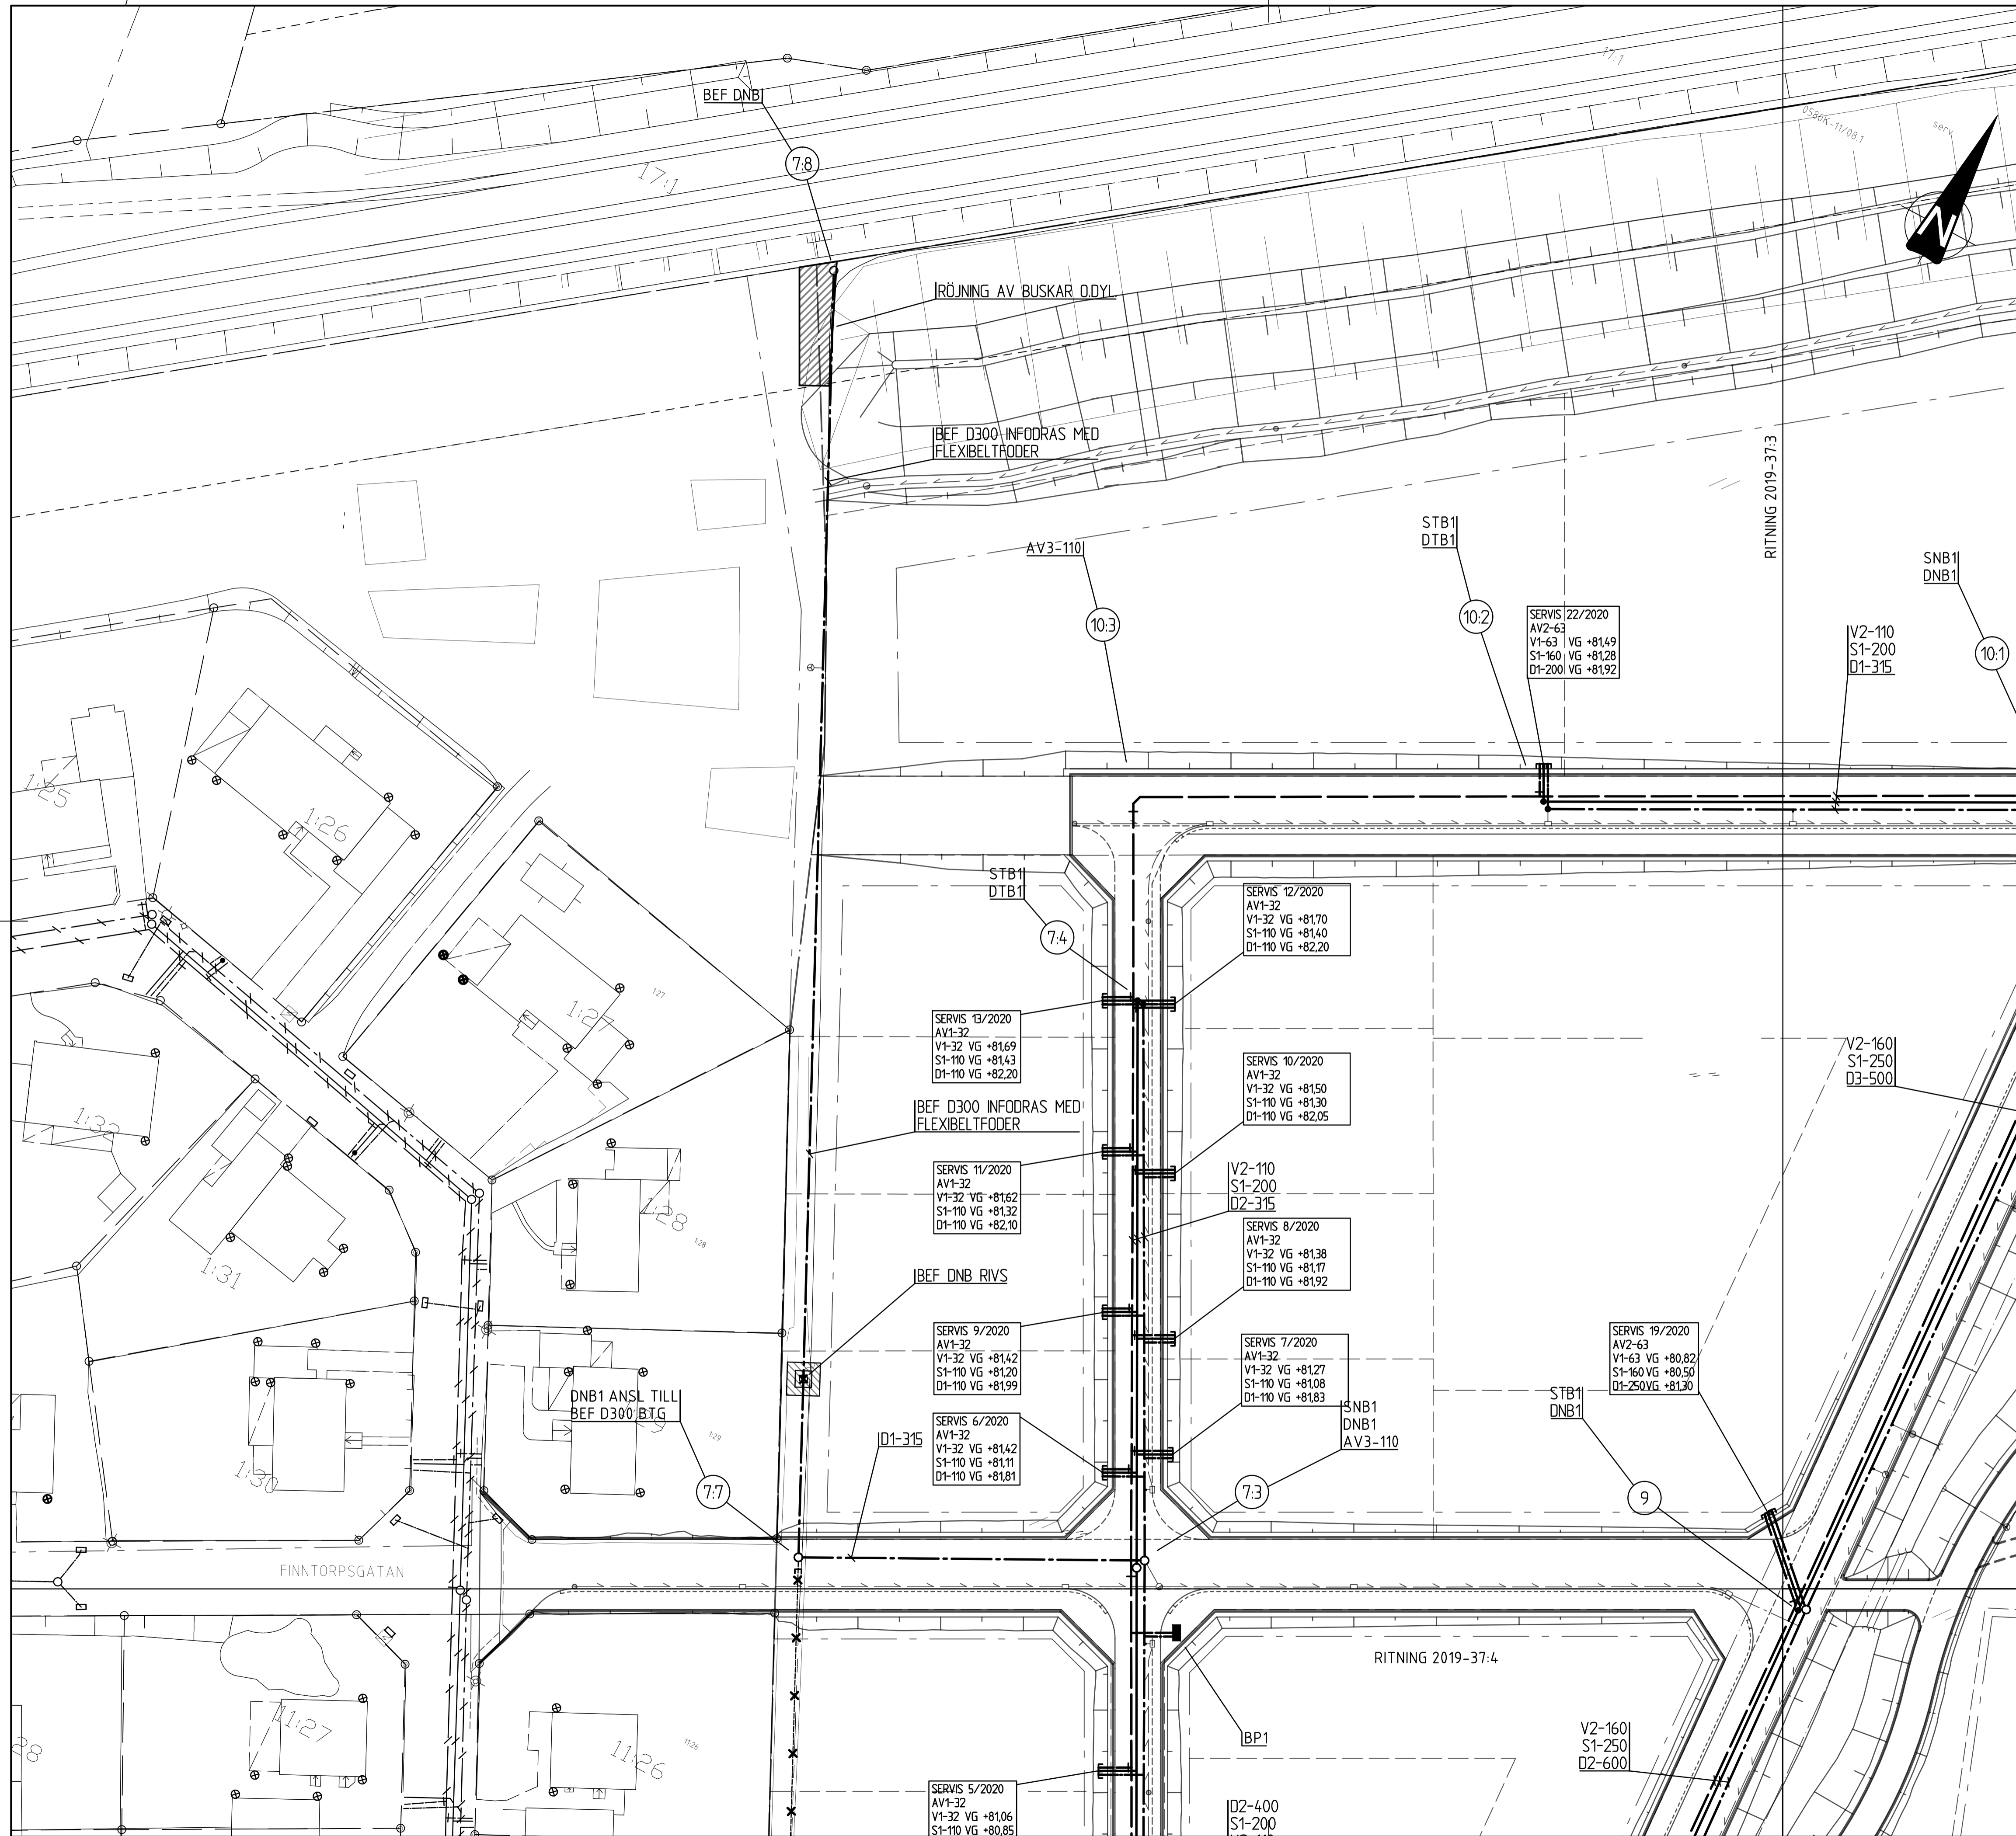 17:1
0580K-11/08.1
serv
BEF DNB
7:8
17:1
N
RÖJNING AV BUSKAR O.DYL
BEF D300 INFODRAS MED
FLEXIBELTFODER
RITNING 2019-37:3
AV3-110
10:3
STB1
DTB1
10:2
SERVIS 22/2020
AV2-63
V1-63 VG +81,49
S1-160 VG +81,28
D1-200 VG +81,92
V2-110
S1-200
D1-315
SNB1
DNB1
10:1
1:25
1:26
STB1
DTB1
7:4
SERVIS 12/2020
AV1-32
V1-32 VG +81,70
S1-110 VG +81,40
D1-110 VG +82,20
1:27
1:27
SERVIS 13/2020
AV1-32
V1-32 VG +81,69
S1-110 VG +81,43
D1-110 VG +82,20
SERVIS 10/2020
AV1-32
V1-32 VG +81,50
S1-110 VG +81,30
D1-110 VG +82,05
V2-160
S1-250
D3-500
BEF D300 INFODRAS MED
FLEXIBELTFODER
SERVIS 11/2020
AV1-32
V1-32 VG +81,62
S1-110 VG +81,32
D1-110 VG +82,10
V2-110
S1-200
D2-315
1:28
1:28
1:31
SERVIS 8/2020
AV1-32
V1-32 VG +81,38
S1-110 VG +81,17
D1-110 VG +81,92
BEF DNB RIVS
SERVIS 9/2020
AV1-32
V1-32 VG +81,42
S1-110 VG +81,20
D1-110 VG +81,99
SERVIS 7/2020
AV1-32
V1-32 VG +81,27
S1-110 VG +81,08
D1-110 VG +81,83
SNB1
DNB1
AV3-110
7:3
SERVIS 19/2020
AV2-63
V1-63 VG +80,82
S1-160 VG +80,50
D1-250VG +81,30
STB1
DNB1
9
DNB1 ANSL TILL
BEF D300 BTG
7:7
1:29
D1-315
SERVIS 6/2020
AV1-32
V1-32 VG +81,42
S1-110 VG +81,11
D1-110 VG +81,81
1:30
FINNTORPSGATAN
RITNING 2019-37:4
BP1
11:27
11:26
11:26
28
V2-160
S1-250
D2-600
SERVIS 5/2020
AV1-32
V1-32 VG +81,06
S1-110 VG +80,85
D2-400
S1-200